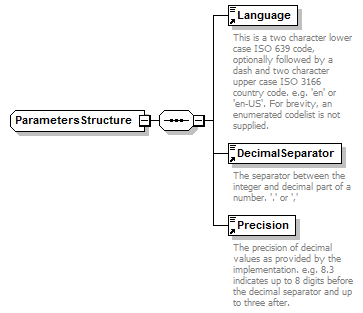 Language
This is a two character lower
case ISO 639 code,
optionally followed by a
dash and two character
upper case ISO 3166
country code. e.g. 'en' or
'en-US'. For brevity, an
enumerated codelist is not
supplied.
ParametersStructure
DecimalSeparator
The separator between the
integer and decimal part of a
number. '.' or ','
Precision
The precision of decimal
values as provided by the
implementation. e.g. 8.3
indicates up to 8 digits before
the decimal separator and up
to three after.